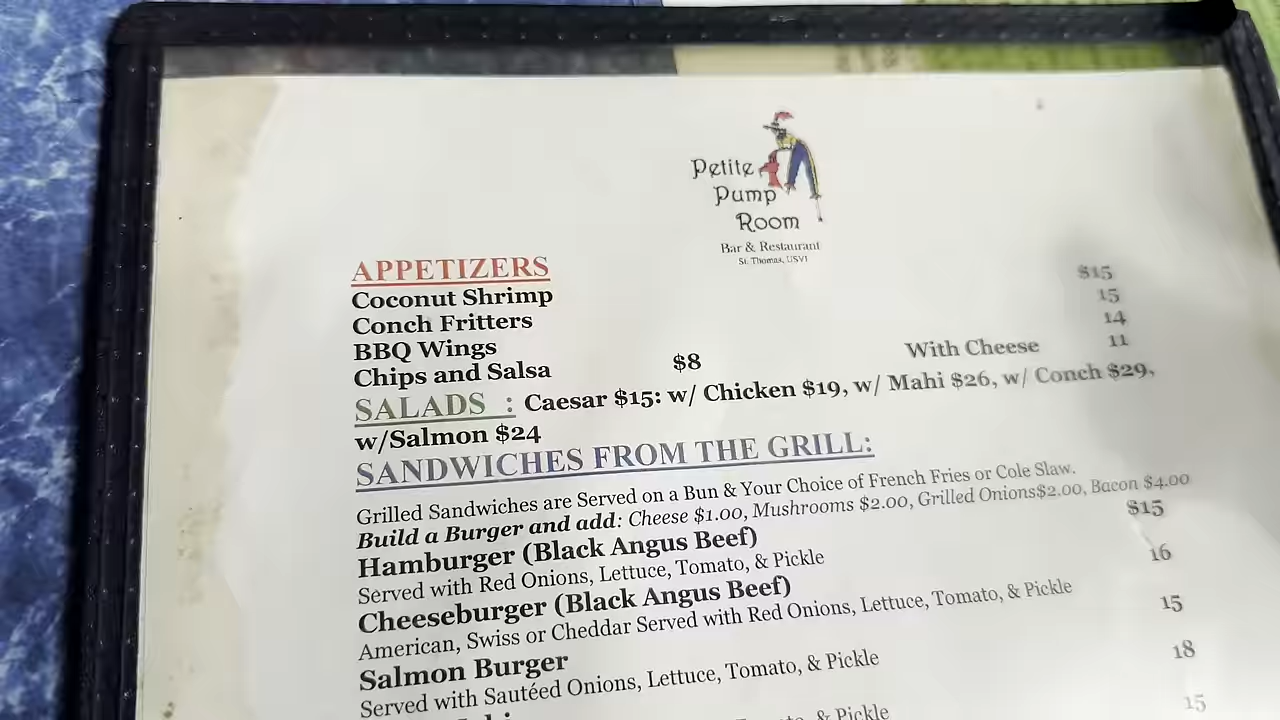 Petite
Pump
Room
Bar & Restaurant
St. Thomas, USVI
APPETIZERS
Coconut Shrimp $15
Conch Fritters 15
BBQ Wings 14
Chips and Salsa $8 With Cheese 11
SALADS : Caesar $15: w/ Chicken $19, w/ Mahi $26, w/ Conch $29,
w/Salmon $24
SANDWICHES FROM THE GRILL:
Grilled Sandwiches are Served on a Bun & Your Choice of French Fries or Cole Slaw.
Build a Burger and add: Cheese $1.00, Mushrooms $2.00, Grilled Onions$2.00, Bacon $4.00
Hamburger (Black Angus Beef) $15
Served with Red Onions, Lettuce, Tomato, & Pickle
Cheeseburger (Black Angus Beef) 16
American, Swiss or Cheddar Served with Red Onions, Lettuce, Tomato, & Pickle
Salmon Burger 15
Served with Sautéed Onions, Lettuce, Tomato, & Pickle
18
& Pickle
15